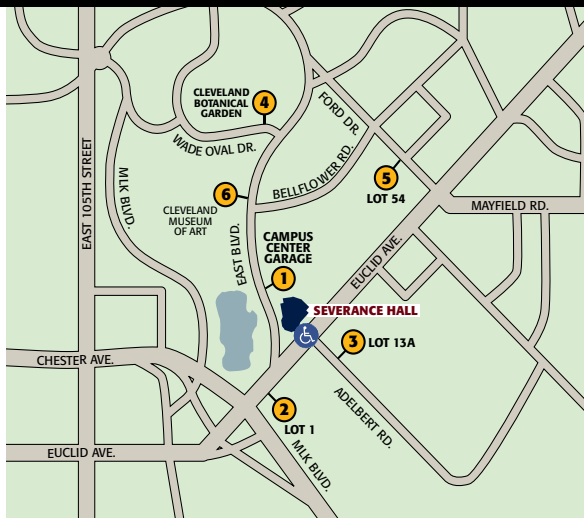 CLEVELAND
BOTANICAL
GARDEN
4
FORD DR.
WADE OVAL DR.
EAST 105TH STREET
MLK BLVD.
BELLFLOWER RD.
5
LOT 54
6
CLEVELAND
MUSEUM
OF ART
MAYFIELD RD.
EAST BLVD.
CAMPUS
CENTER
GARAGE
1
EUCLID AVE.
SEVERANCE HALL
3 LOT 13A
CHESTER AVE.
2
LOT 1
ADELBERT RD.
MLK BLVD.
EUCLID AVE.